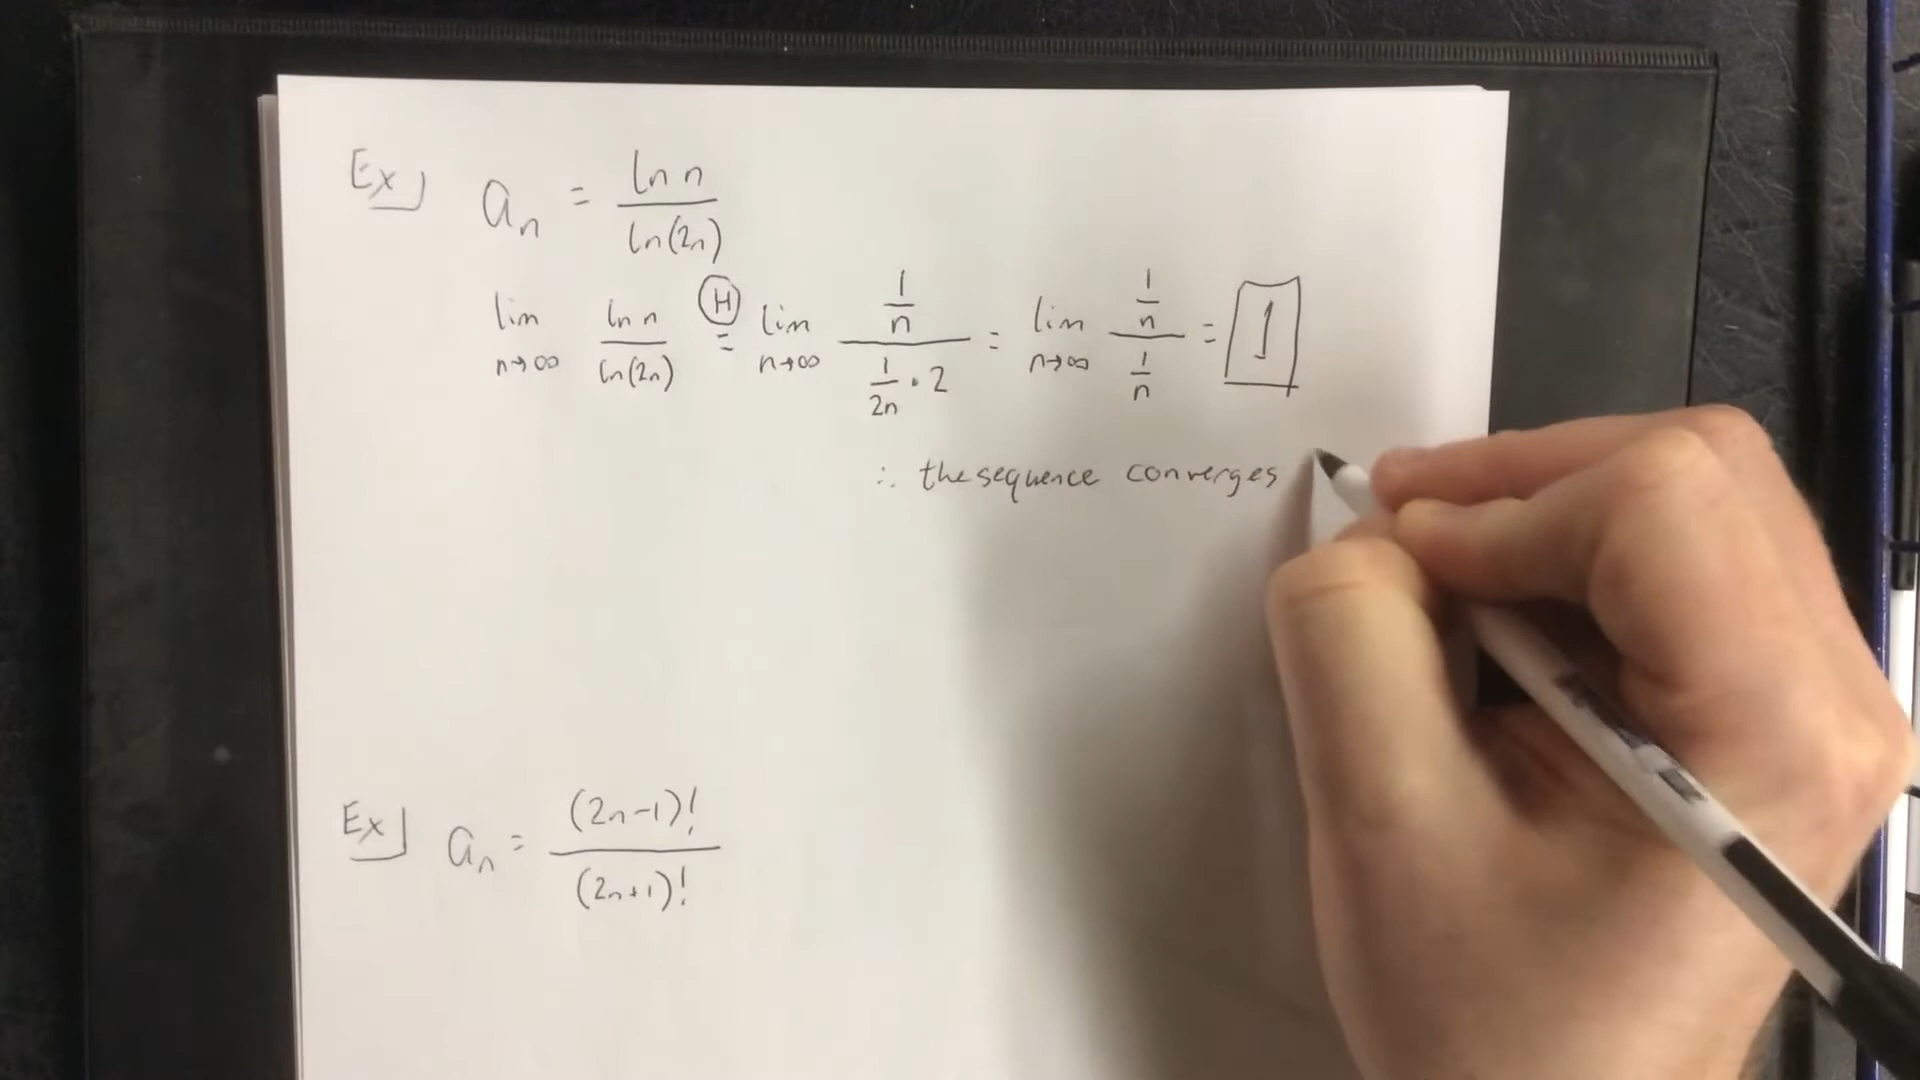 Ex] aₙ = ln n / ln(2n)
lim n→∞ ln n / ln(2n) Ⓗ= lim n→∞ (1/n) / (1/2n · 2) = lim n→∞ (1/n) / (1/n) = 1
∴ the sequence converges
Ex] aₙ = (2n-1)! / (2n+1)!